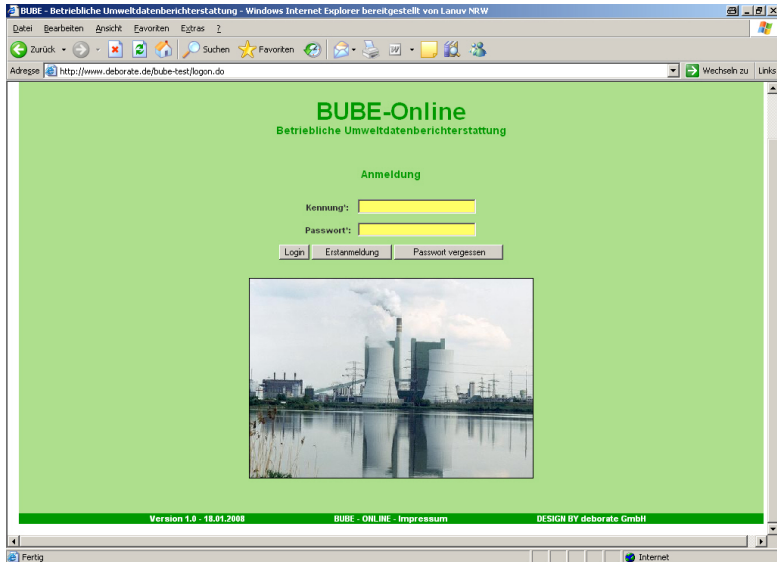 BUBE - Betriebliche Umweltdatenberichterstattung - Windows Internet Explorer bereitgestellt von Lanuv NRW
Datei Bearbeiten Ansicht Favoriten Extras ?
Zurück Suchen Favoriten
Adresse http://www.deborate.de/bube-test/logon.do Wechseln zu Links
BUBE-Online
Betriebliche Umweltdatenberichterstattung
Anmeldung
Kennung*:
Passwort*:
Login Erstanmeldung Passwort vergessen
Version 1.0 - 18.01.2008 BUBE - ONLINE - Impressum DESIGN BY deborate GmbH
Fertig Internet